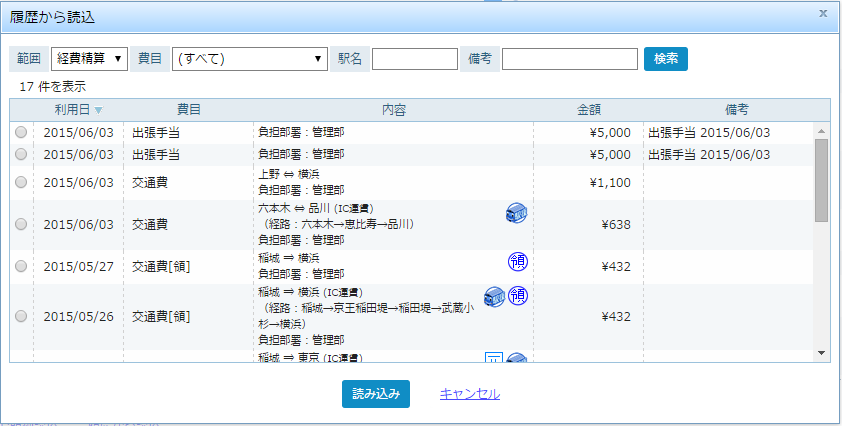 履歴から読込
x
範囲 経費精算 ▼ 費目 (すべて) ▼ 駅名 備考 検索
17 件を表示
利用日 ▼ 費目 内容 金額 備考
2015/06/03 出張手当 負担部署：管理部 ¥5,000 出張手当 2015/06/03
2015/06/03 出張手当 負担部署：管理部 ¥5,000 出張手当 2015/06/03
2015/06/03 交通費 上野 ⇔ 横浜 ¥1,100
負担部署：管理部
2015/06/03 交通費 六本木 ⇔ 品川 (IC運賃) ¥638
（経路：六本木→恵比寿→品川）
負担部署：管理部
2015/05/27 交通費[領] 稲城 ⇒ 横浜 領 ¥432
負担部署：管理部
2015/05/26 交通費[領] 稲城 ⇒ 横浜 (IC運賃) 領 ¥432
（経路：稲城→京王稲田堤→稲田堤→武蔵小
杉→横浜）
負担部署：管理部
稲城 ⇒ 東京 (IC運賃)
読み込み キャンセル